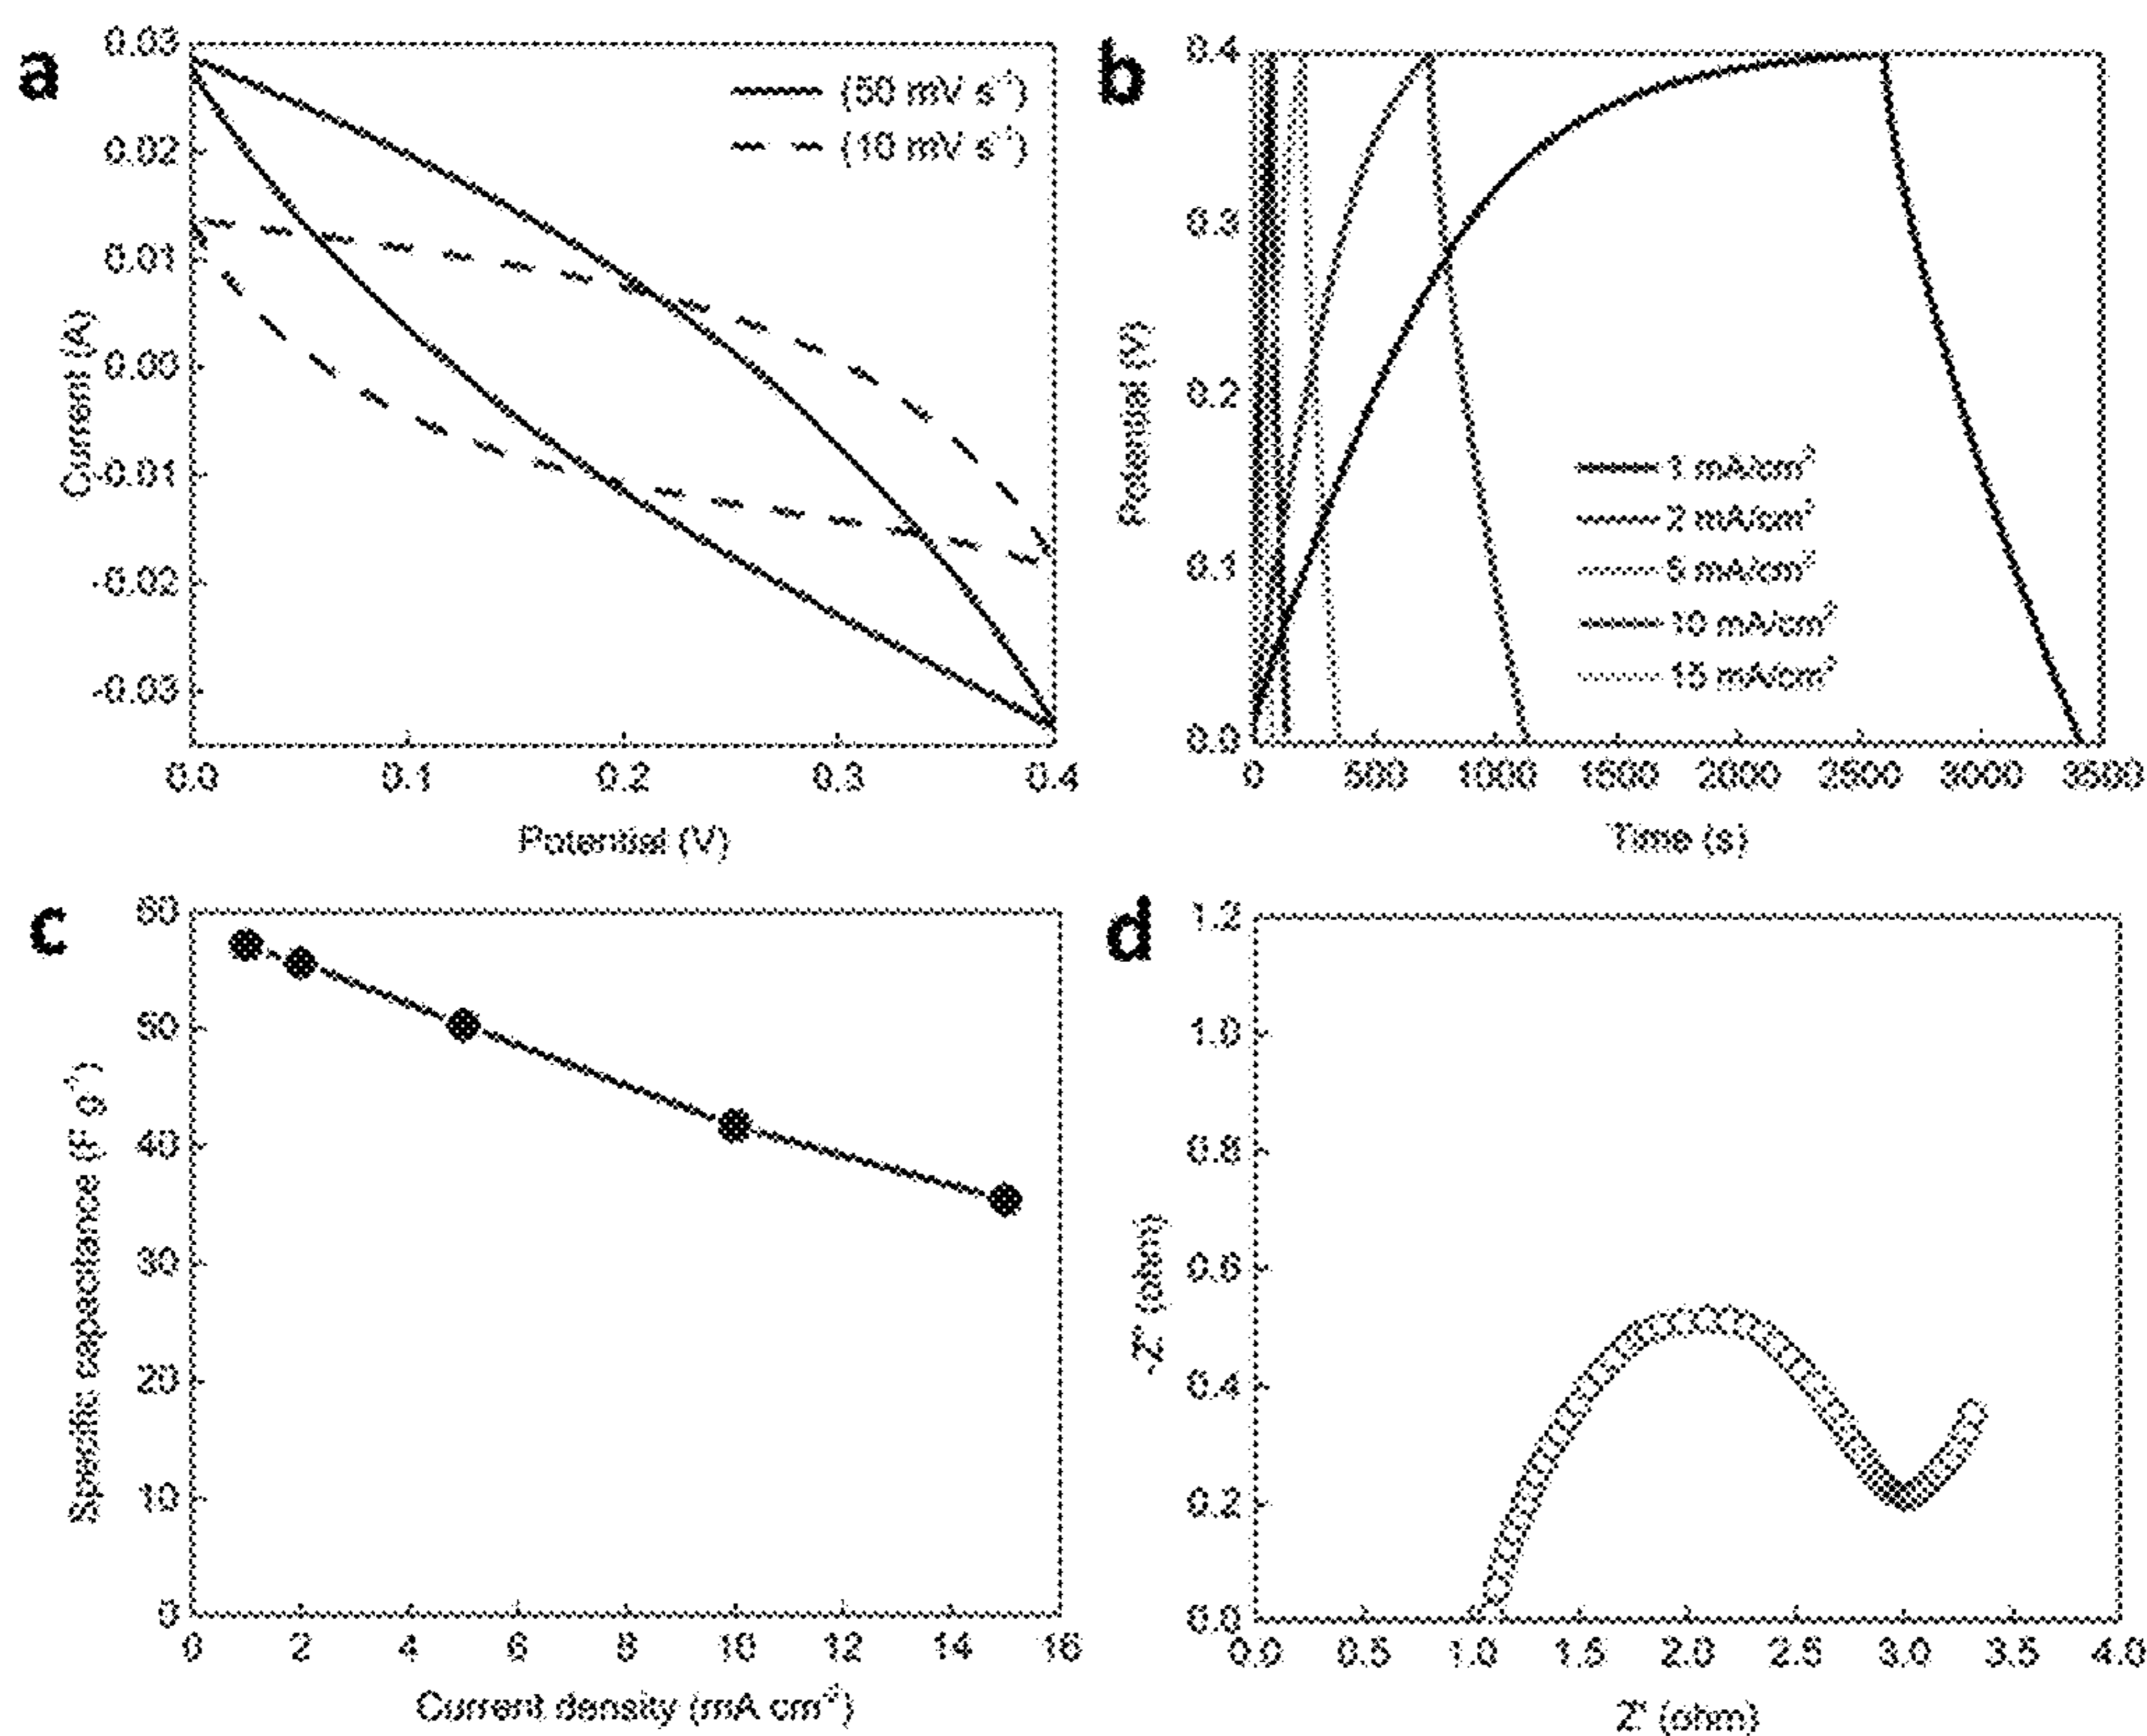 a
0.03
0.02
0.01
0.00
-0.01
-0.02
-0.03
Current (A)
(50 mV s⁻¹)
(10 mV s⁻¹)
0.0 0.1 0.2 0.3 0.4
Potential (V)
b
0.4
0.3
0.2
0.1
0.0
Potential (V)
1 mA/cm²
2 mA/cm²
5 mA/cm²
10 mA/cm²
15 mA/cm²
0 500 1000 1500 2000 2500 3000 3500
Time (s)
c
60
50
40
30
20
10
0
Specific capacitance (F g⁻¹)
0 2 4 6 8 10 12 14 16
Current density (mA cm⁻²)
d
1.2
1.0
0.8
0.6
0.4
0.2
0.0
-Z'' (ohm)
0.0 0.5 1.0 1.5 2.0 2.5 3.0 3.5 4.0
Z' (ohm)